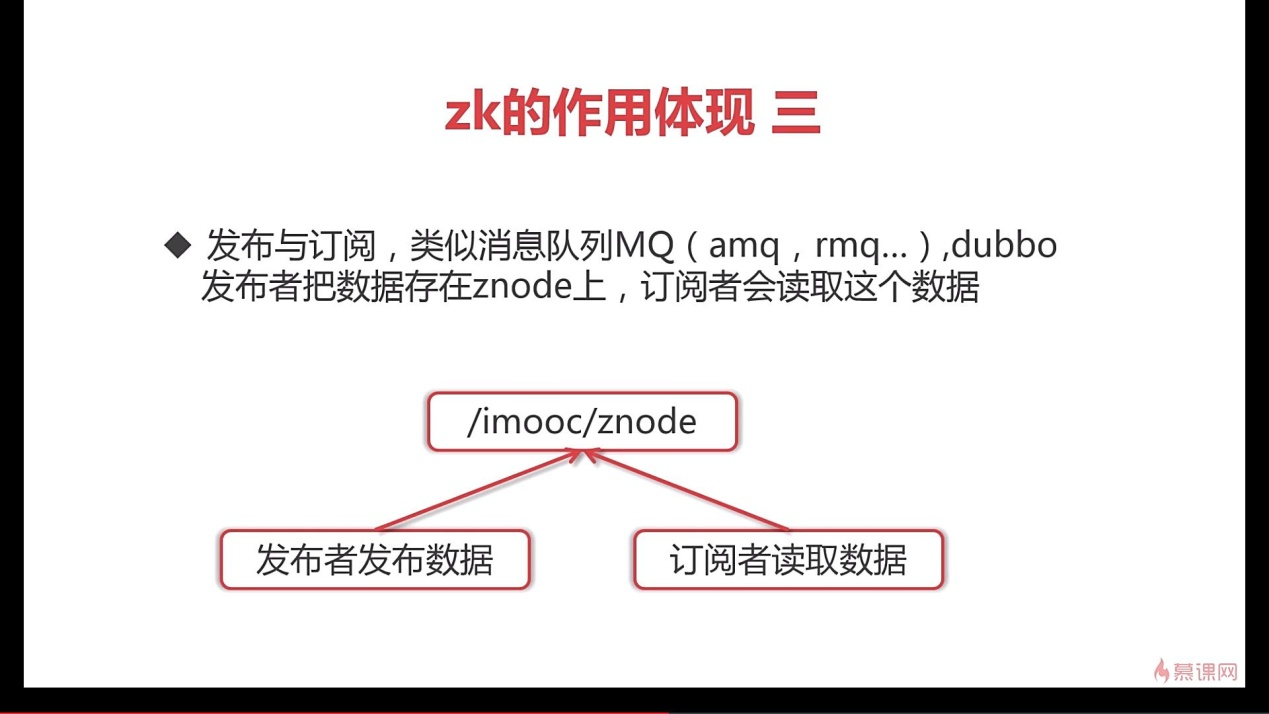 zk的作用体现 三
发布与订阅，类似消息队列MQ（amq，rmq...）,dubbo
发布者把数据存在znode上，订阅者会读取这个数据
/imooc/znode
发布者发布数据
订阅者读取数据
慕课网